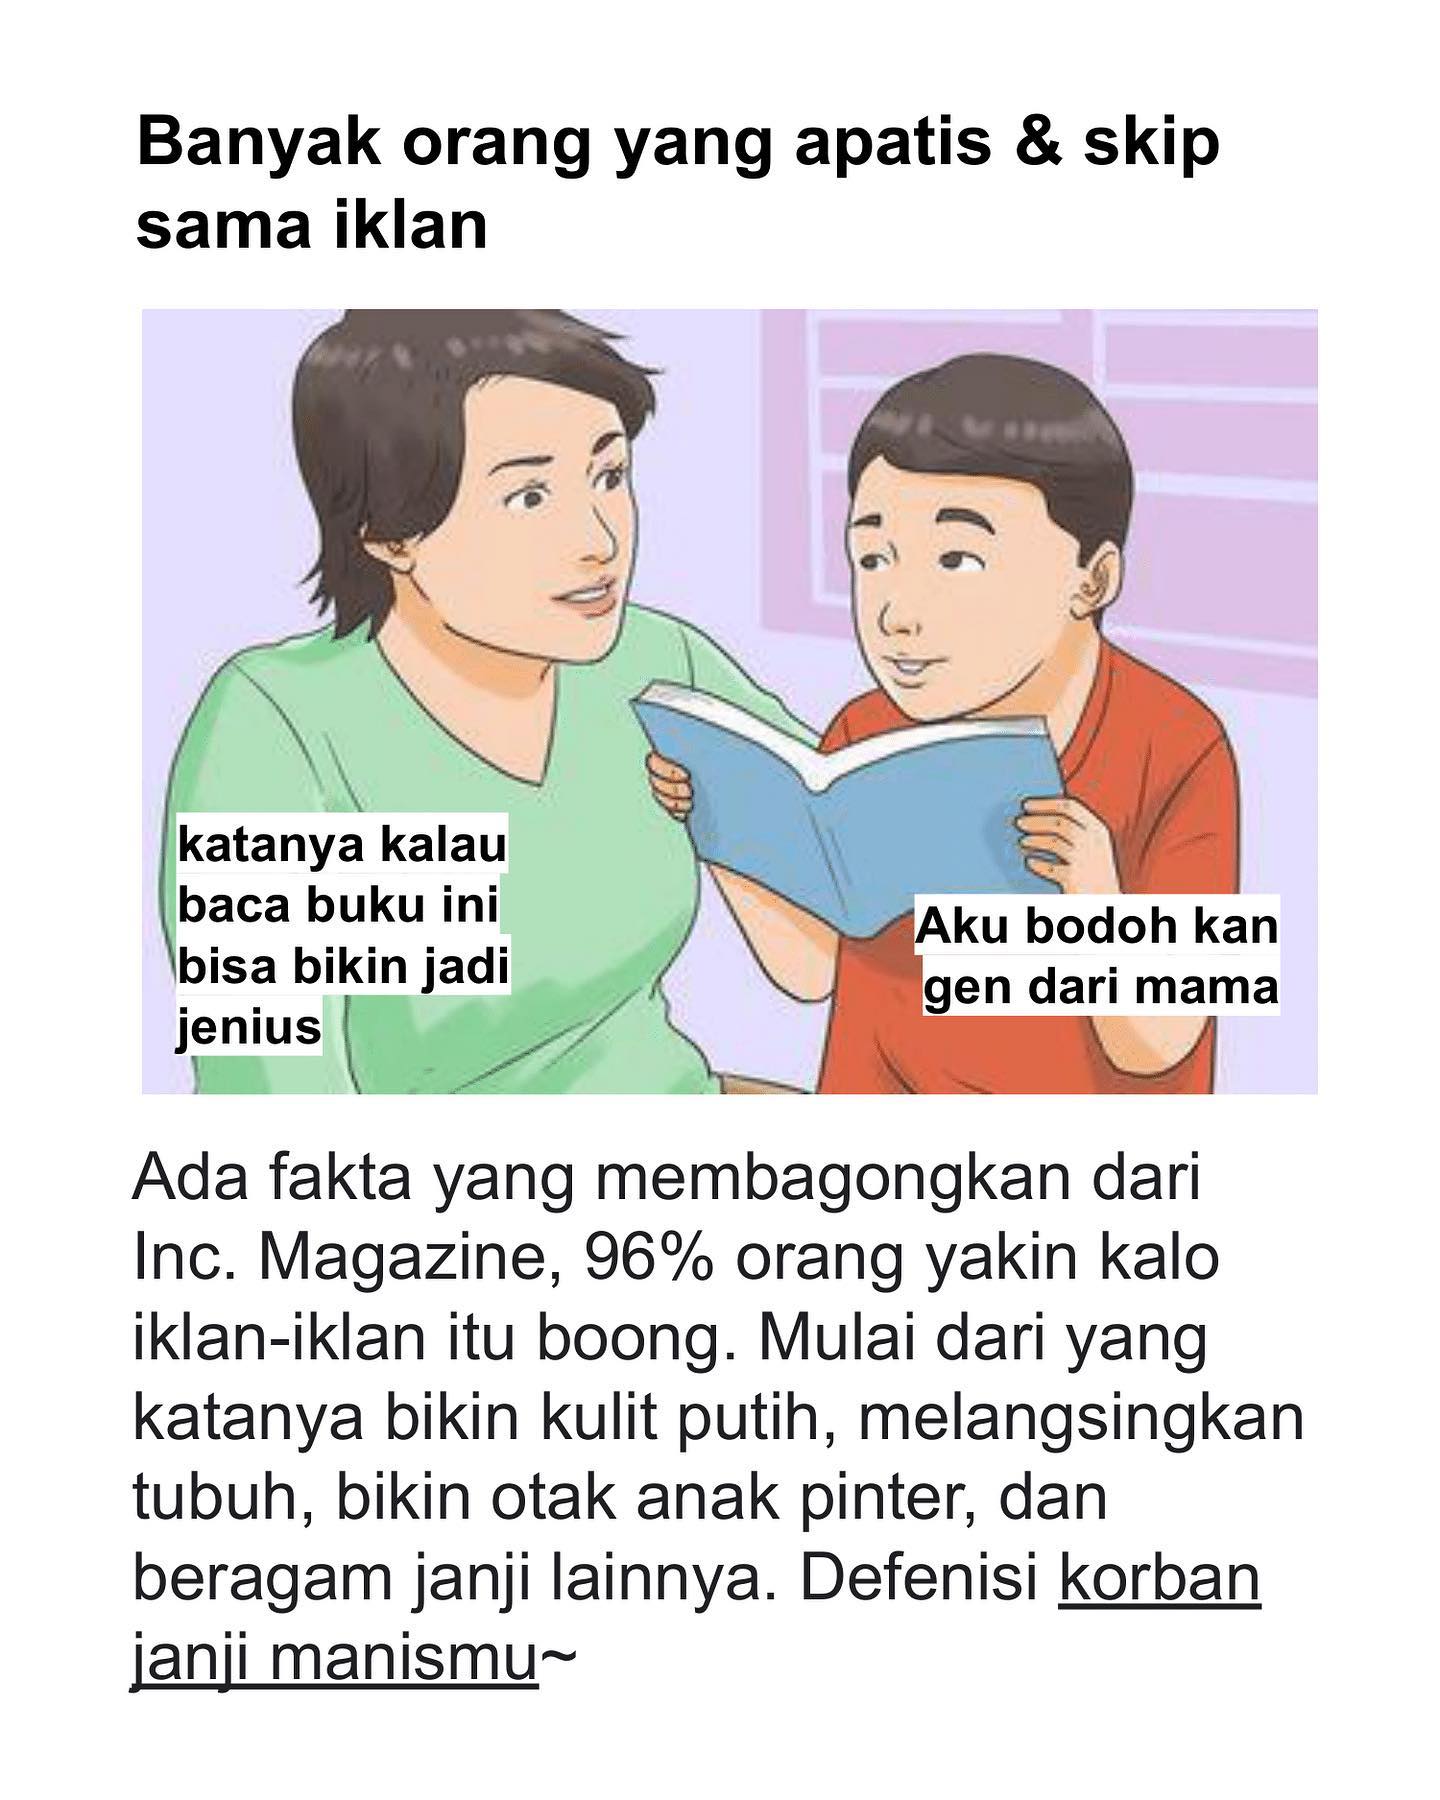 Banyak orang yang apatis & skip
sama iklan
katanya kalau
baca buku ini
bisa bikin jadi
jenius
Aku bodoh kan
gen dari mama
Ada fakta yang membagongkan dari
Inc. Magazine, 96% orang yakin kalo
iklan-iklan itu boong. Mulai dari yang
katanya bikin kulit putih, melangsingkan
tubuh, bikin otak anak pinter, dan
beragam janji lainnya. Defenisi korban
janji manismu~